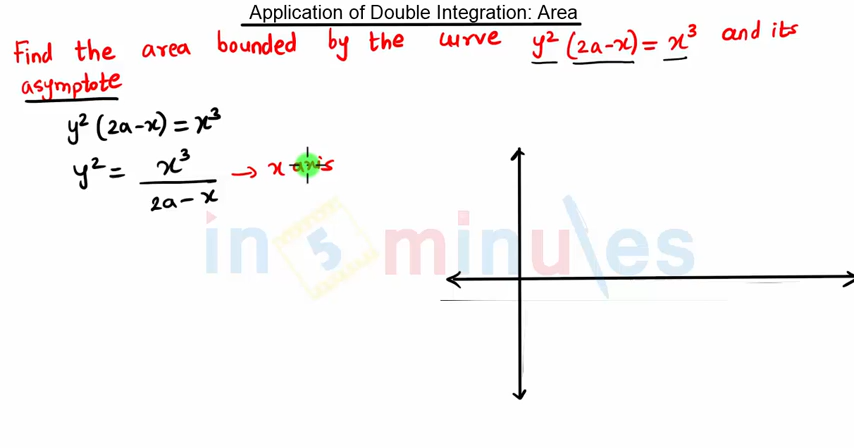 Application of Double Integration: Area
Find the area bounded by the curve y² (2a-x) = x³ and its
asymptote
y² (2a-x) = x³
y² = x³ / 2a-x → x axis
in 5 minutes